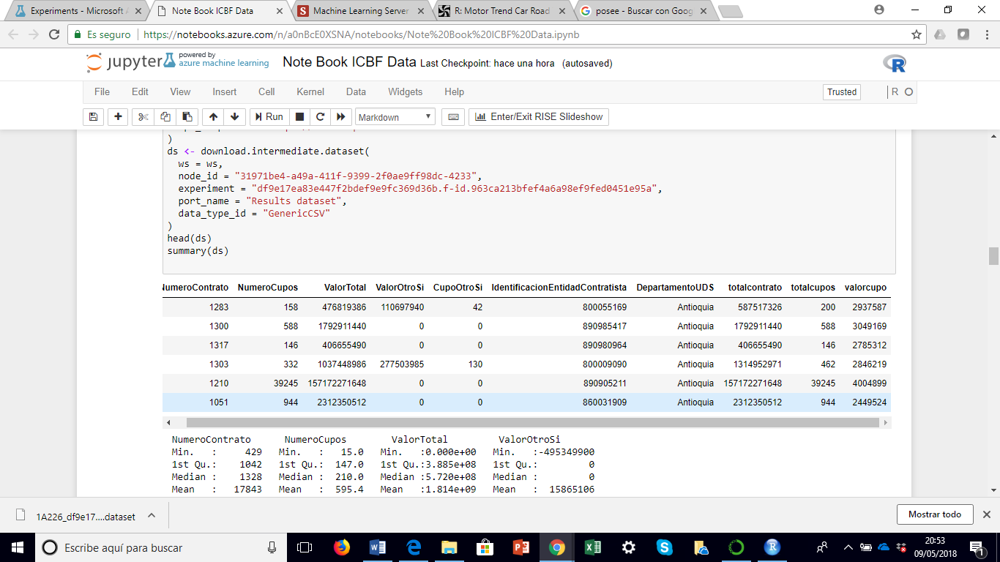 Experiments - Microsoft A
Note Book ICBF Data
Machine Learning Server
R: Motor Trend Car Road
posee - Buscar con Goog
Es seguro
https://notebooks.azure.com/n/a0nBcE0XSNA/notebooks/Note%20Book%20ICBF%20Data.ipynb
jupyter
powered by
azure machine learning
Note Book ICBF Data Last Checkpoint: hace una hora (autosaved)
R
File Edit View Insert Cell Kernel Data Widgets Help
Trusted
R
Run
Markdown
Enter/Exit RISE Slideshow
)
ds <- download.intermediate.dataset(
ws = ws,
node_id = "31971be4-a49a-411f-9399-2f0ae9ff98dc-4233",
experiment = "df9e17ea83e447f2bdef9e9fc369d36b.f-id.963ca213bfef4a6a98ef9fed0451e95a",
port_name = "Results dataset",
data_type_id = "GenericCSV"
)
head(ds)
summary(ds)
NumeroContrato NumeroCupos ValorTotal ValorOtroSi CupoOtroSi IdentificacionEntidadContratista DepartamentoUDS totalcontrato totalcupos valorcupo
1283 158 476819386 110697940 42 800055169 Antioquia 587517326 200 2937587
1300 588 1792911440 0 0 890985417 Antioquia 1792911440 588 3049169
1317 146 406655490 0 0 890980964 Antioquia 406655490 146 2785312
1303 332 1037448986 277503985 130 800009090 Antioquia 1314952971 462 2846219
1210 39245 157172271648 0 0 890905211 Antioquia 157172271648 39245 4004899
1051 944 2312350512 0 0 860031909 Antioquia 2312350512 944 2449524
NumeroContrato NumeroCupos ValorTotal ValorOtroSi
Min. : 429 Min. : 15.0 Min. :0.000e+00 Min. :-495349900
1st Qu.: 1042 1st Qu.: 147.0 1st Qu.:3.885e+08 1st Qu.: 0
Median : 1328 Median : 210.0 Median :5.720e+08 Median : 0
Mean : 17843 Mean : 595.4 Mean :1.814e+09 Mean : 15865106
1A226_df9e17....dataset
Mostrar todo
Escribe aquí para buscar
20:53
09/05/2018
1